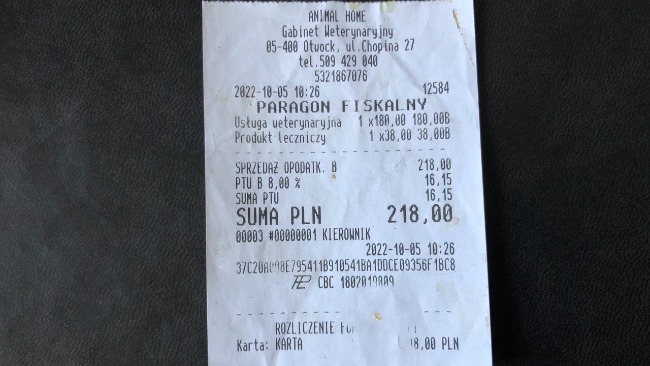 ANIMAL HOME
Gabinet Weterynaryjny
05-400 Otwock, ul.Chopina 27
tel.509 429 040
5321867076
2022-10-05 10:26 12584
PARAGON FISKALNY
Usługa weterynaryjna 1 x180,00 180,00B
Produkt leczniczy 1 x38,00 38,00B
SPRZEDAŻ OPODATK. B 218,00
PTU B 8,00 % 16,15
SUMA PTU 16,15
SUMA PLN 218,00
00003 #00000001 KIEROWNIK
2022-10-05 10:26
CBC 1802019809
ROZLICZENIE
Karta: KARTA 8,00 PLN